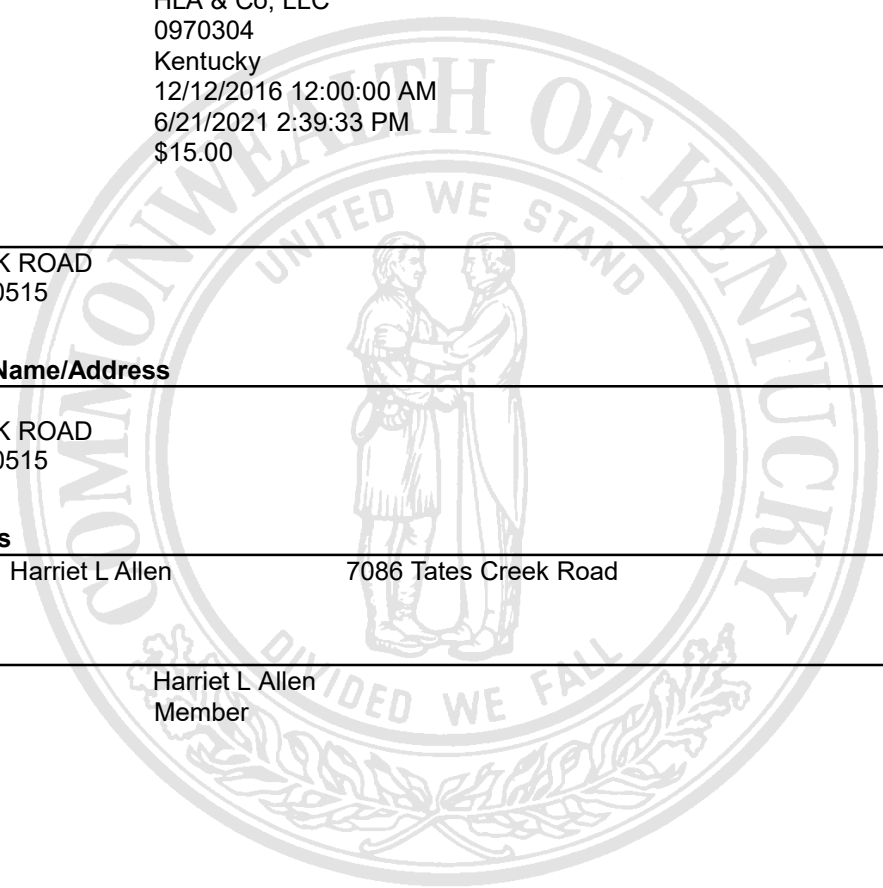 HLA & Co, LLC
0970304
Kentucky
12/12/2016 12:00:00 AM
6/21/2021 2:39:33 PM
$15.00
COMMONWEALTH OF KENTUCKY
UNITED WE STAND
K ROAD
0515
Name/Address
K ROAD
0515
s
Harriet L Allen 7086 Tates Creek Road
Harriet L Allen
Member
DIVIDED WE FALL